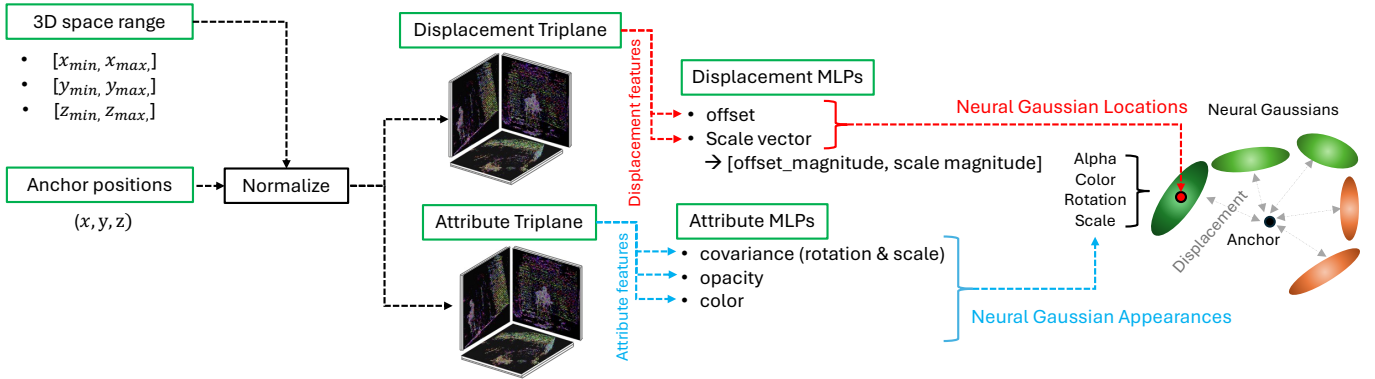 3D space range
• [x_min, x_max,]
• [y_min, y_max,]
• [z_min, z_max,]
Anchor positions
(x, y, z)
Normalize
Displacement Triplane
Displacement features
Attribute Triplane
Attribute features
Displacement MLPs
• offset
• Scale vector
→ [offset_magnitude, scale magnitude]
Attribute MLPs
• covariance (rotation & scale)
• opacity
• color
Neural Gaussian Locations
Neural Gaussian Appearances
Neural Gaussians
Alpha
Color
Rotation
Scale
Displacement
Anchor